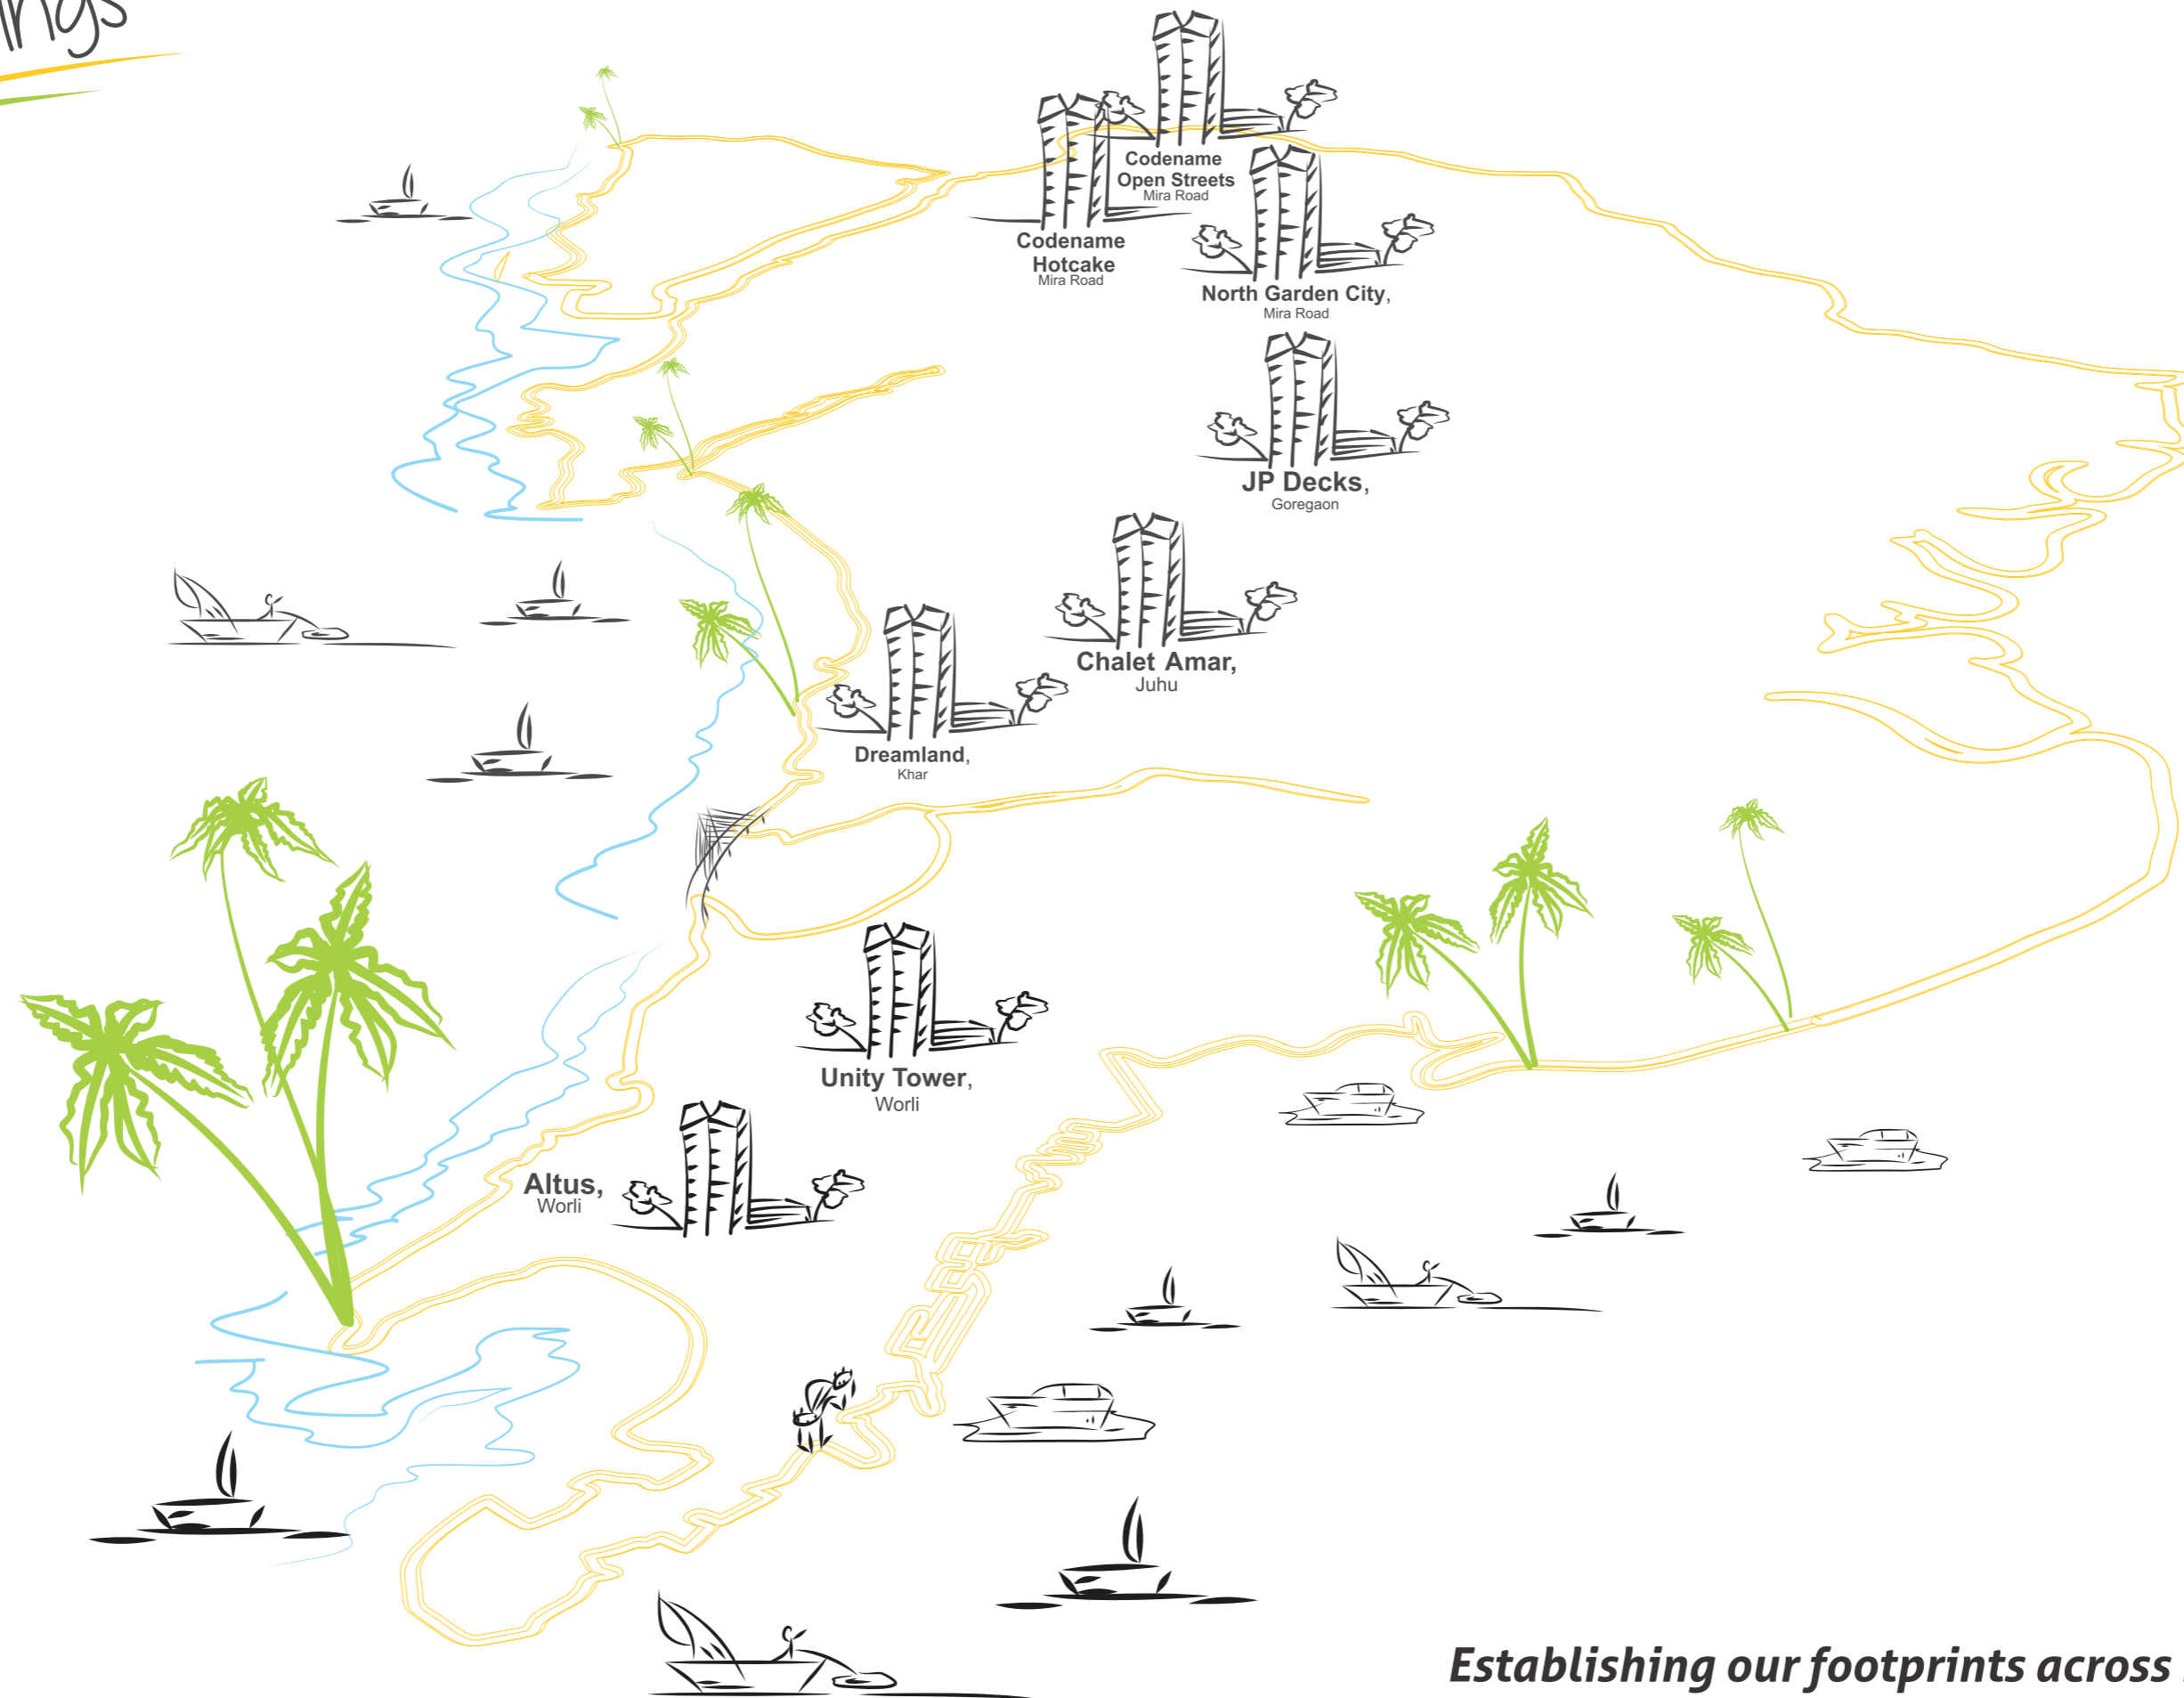 Codename
Open Streets
Mira Road
Codename
Hotcake
Mira Road
North Garden City,
Mira Road
JP Decks,
Goregaon
Chalet Amar,
Juhu
Dreamland,
Khar
Unity Tower,
Worli
Altus,
Worli
Establishing our footprints across